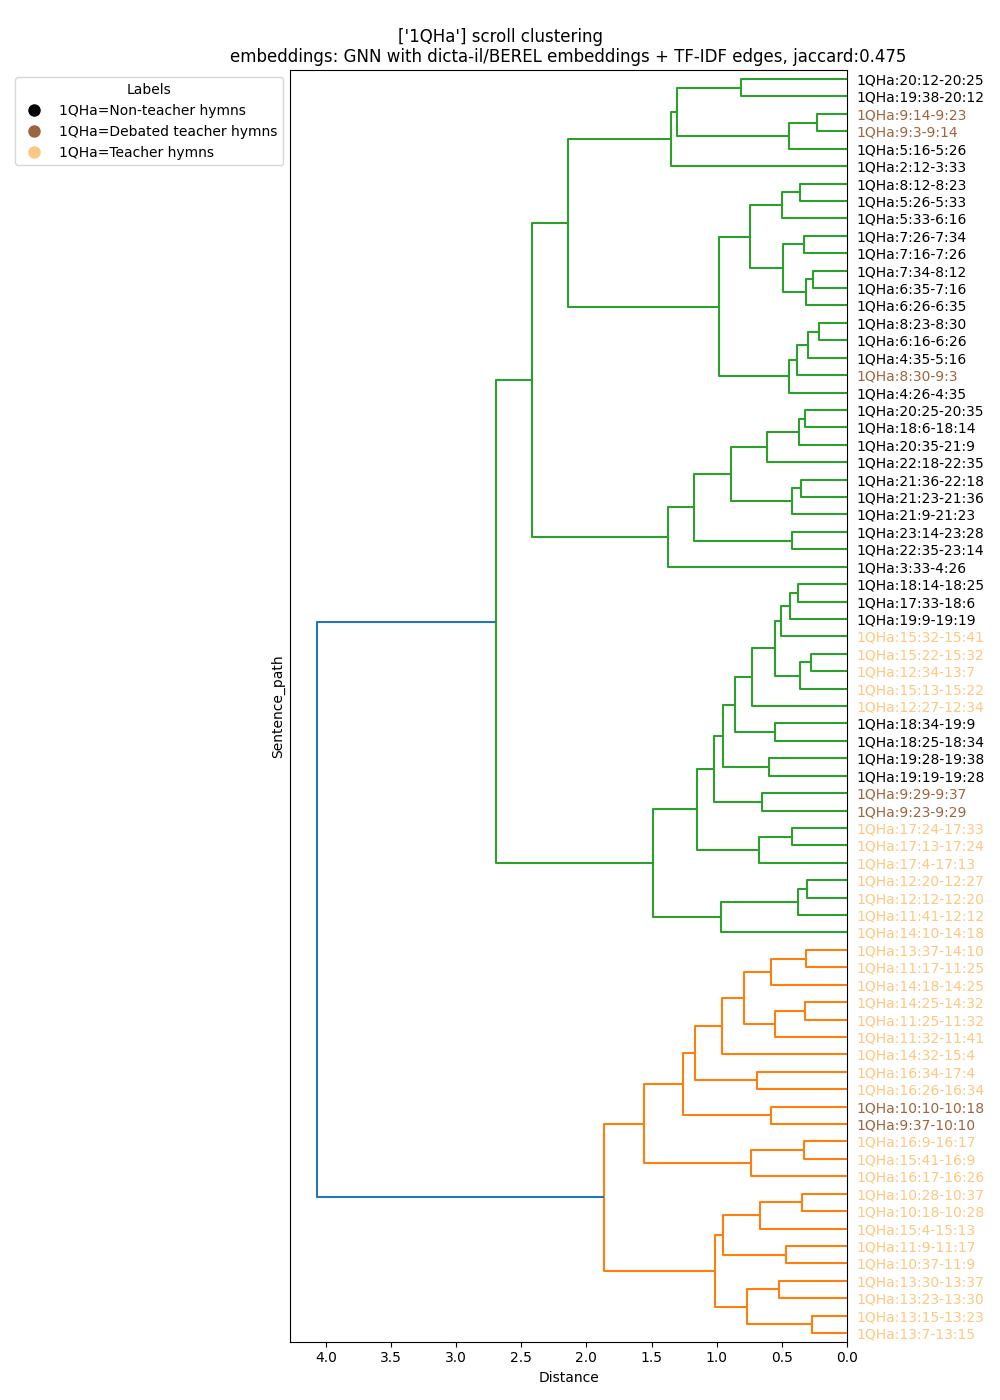 ['1QHa'] scroll clustering
embeddings: GNN with dicta-il/BEREL embeddings + TF-IDF edges, jaccard:0.475
Labels
1QHa=Non-teacher hymns
1QHa=Debated teacher hymns
1QHa=Teacher hymns
1QHa:20:12-20:25
1QHa:19:38-20:12
1QHa:9:14-9:23
1QHa:9:3-9:14
1QHa:5:16-5:26
1QHa:2:12-3:33
1QHa:8:12-8:23
1QHa:5:26-5:33
1QHa:5:33-6:16
1QHa:7:26-7:34
1QHa:7:16-7:26
1QHa:7:34-8:12
1QHa:6:35-7:16
1QHa:6:26-6:35
1QHa:8:23-8:30
1QHa:6:16-6:26
1QHa:4:35-5:16
1QHa:8:30-9:3
1QHa:4:26-4:35
1QHa:20:25-20:35
1QHa:18:6-18:14
1QHa:20:35-21:9
1QHa:22:18-22:35
1QHa:21:36-22:18
1QHa:21:23-21:36
1QHa:21:9-21:23
1QHa:23:14-23:28
1QHa:22:35-23:14
1QHa:3:33-4:26
1QHa:18:14-18:25
1QHa:17:33-18:6
1QHa:19:9-19:19
1QHa:15:32-15:41
1QHa:15:22-15:32
1QHa:12:34-13:7
1QHa:15:13-15:22
1QHa:12:27-12:34
1QHa:18:34-19:9
1QHa:18:25-18:34
1QHa:19:28-19:38
1QHa:19:19-19:28
1QHa:9:29-9:37
1QHa:9:23-9:29
1QHa:17:24-17:33
1QHa:17:13-17:24
1QHa:17:4-17:13
1QHa:12:20-12:27
1QHa:12:12-12:20
1QHa:11:41-12:12
1QHa:14:10-14:18
1QHa:13:37-14:10
1QHa:11:17-11:25
1QHa:14:18-14:25
1QHa:14:25-14:32
1QHa:11:25-11:32
1QHa:11:32-11:41
1QHa:14:32-15:4
1QHa:16:34-17:4
1QHa:16:26-16:34
1QHa:10:10-10:18
1QHa:9:37-10:10
1QHa:16:9-16:17
1QHa:15:41-16:9
1QHa:16:17-16:26
1QHa:10:28-10:37
1QHa:10:18-10:28
1QHa:15:4-15:13
1QHa:11:9-11:17
1QHa:10:37-11:9
1QHa:13:30-13:37
1QHa:13:23-13:30
1QHa:13:15-13:23
1QHa:13:7-13:15
Sentence_path
4.0 3.5 3.0 2.5 2.0 1.5 1.0 0.5 0.0
Distance